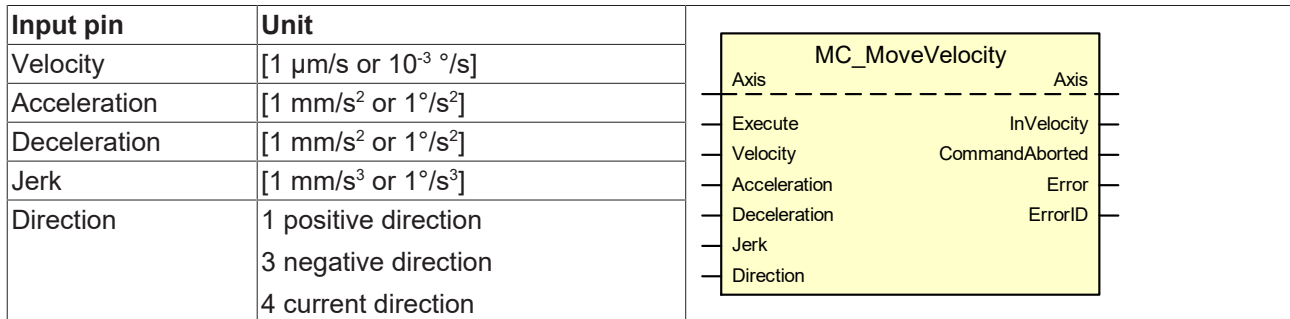 Input pin Unit
Velocity [1 µm/s or 10⁻³ °/s]
Acceleration [1 mm/s² or 1°/s²]
Deceleration [1 mm/s² or 1°/s²]
Jerk [1 mm/s³ or 1°/s³]
Direction 1 positive direction
3 negative direction
4 current direction
MC_MoveVelocity
Axis Axis
Execute InVelocity
Velocity CommandAborted
Acceleration Error
Deceleration ErrorID
Jerk
Direction